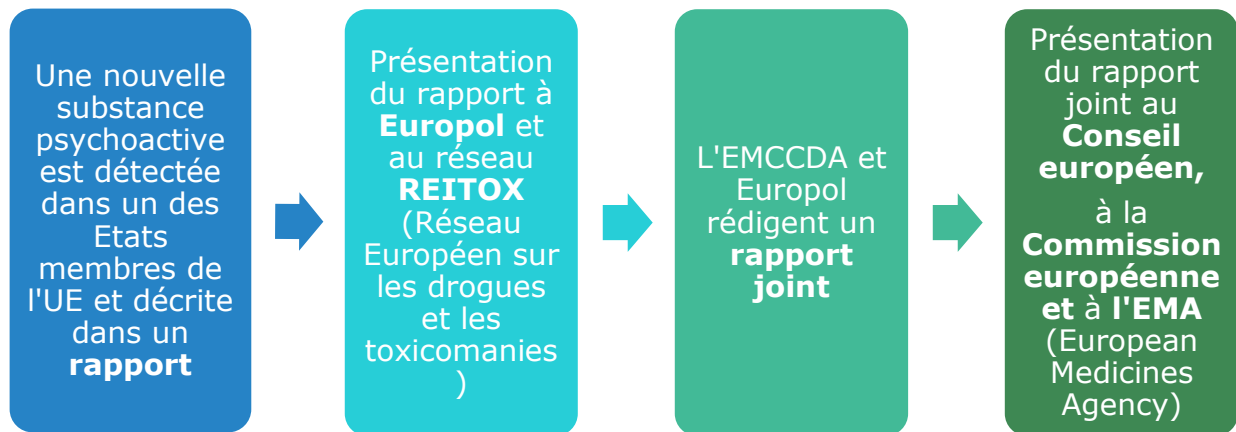 Une nouvelle
substance
psychoactive
est détectée
dans un des
Etats
membres de
l'UE et décrite
dans un
rapport
Présentation
du rapport à
Europol et
au réseau
REITOX
(Réseau
Européen sur
les drogues
et les
toxicomanies
)
L'EMCCDA et
Europol
rédigent un
rapport
joint
Présentation
du rapport
joint au
Conseil
européen,
à la
Commission
européenne
et à l'EMA
(European
Medicines
Agency)